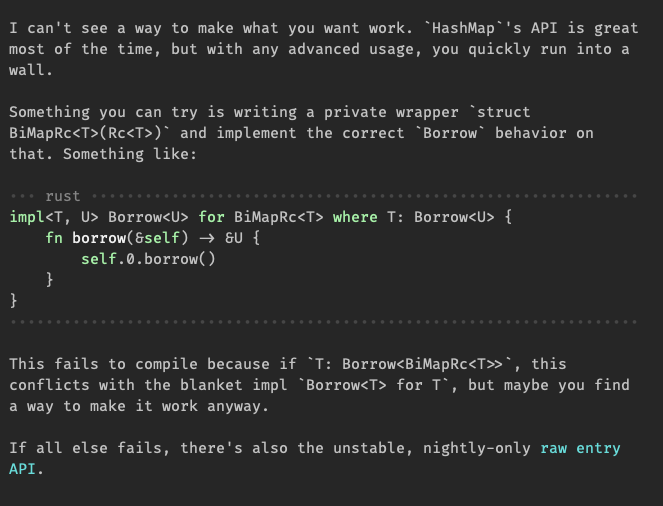 I can't see a way to make what you want work. `HashMap`'s API is great
most of the time, but with any advanced usage, you quickly run into a
wall.
Something you can try is writing a private wrapper `struct
BiMapRc<T>(Rc<T>)` and implement the correct `Borrow` behavior on
that. Something like:
rust
impl<T, U> Borrow<U> for BiMapRc<T> where T: Borrow<U> {
    fn borrow(&self) -> &U {
        self.0.borrow()
    }
}
This fails to compile because if `T: Borrow<BiMapRc<T>>`, this
conflicts with the blanket impl `Borrow<T> for T`, but maybe you find
a way to make it work anyway.
If all else fails, there's also the unstable, nightly-only raw entry
API.